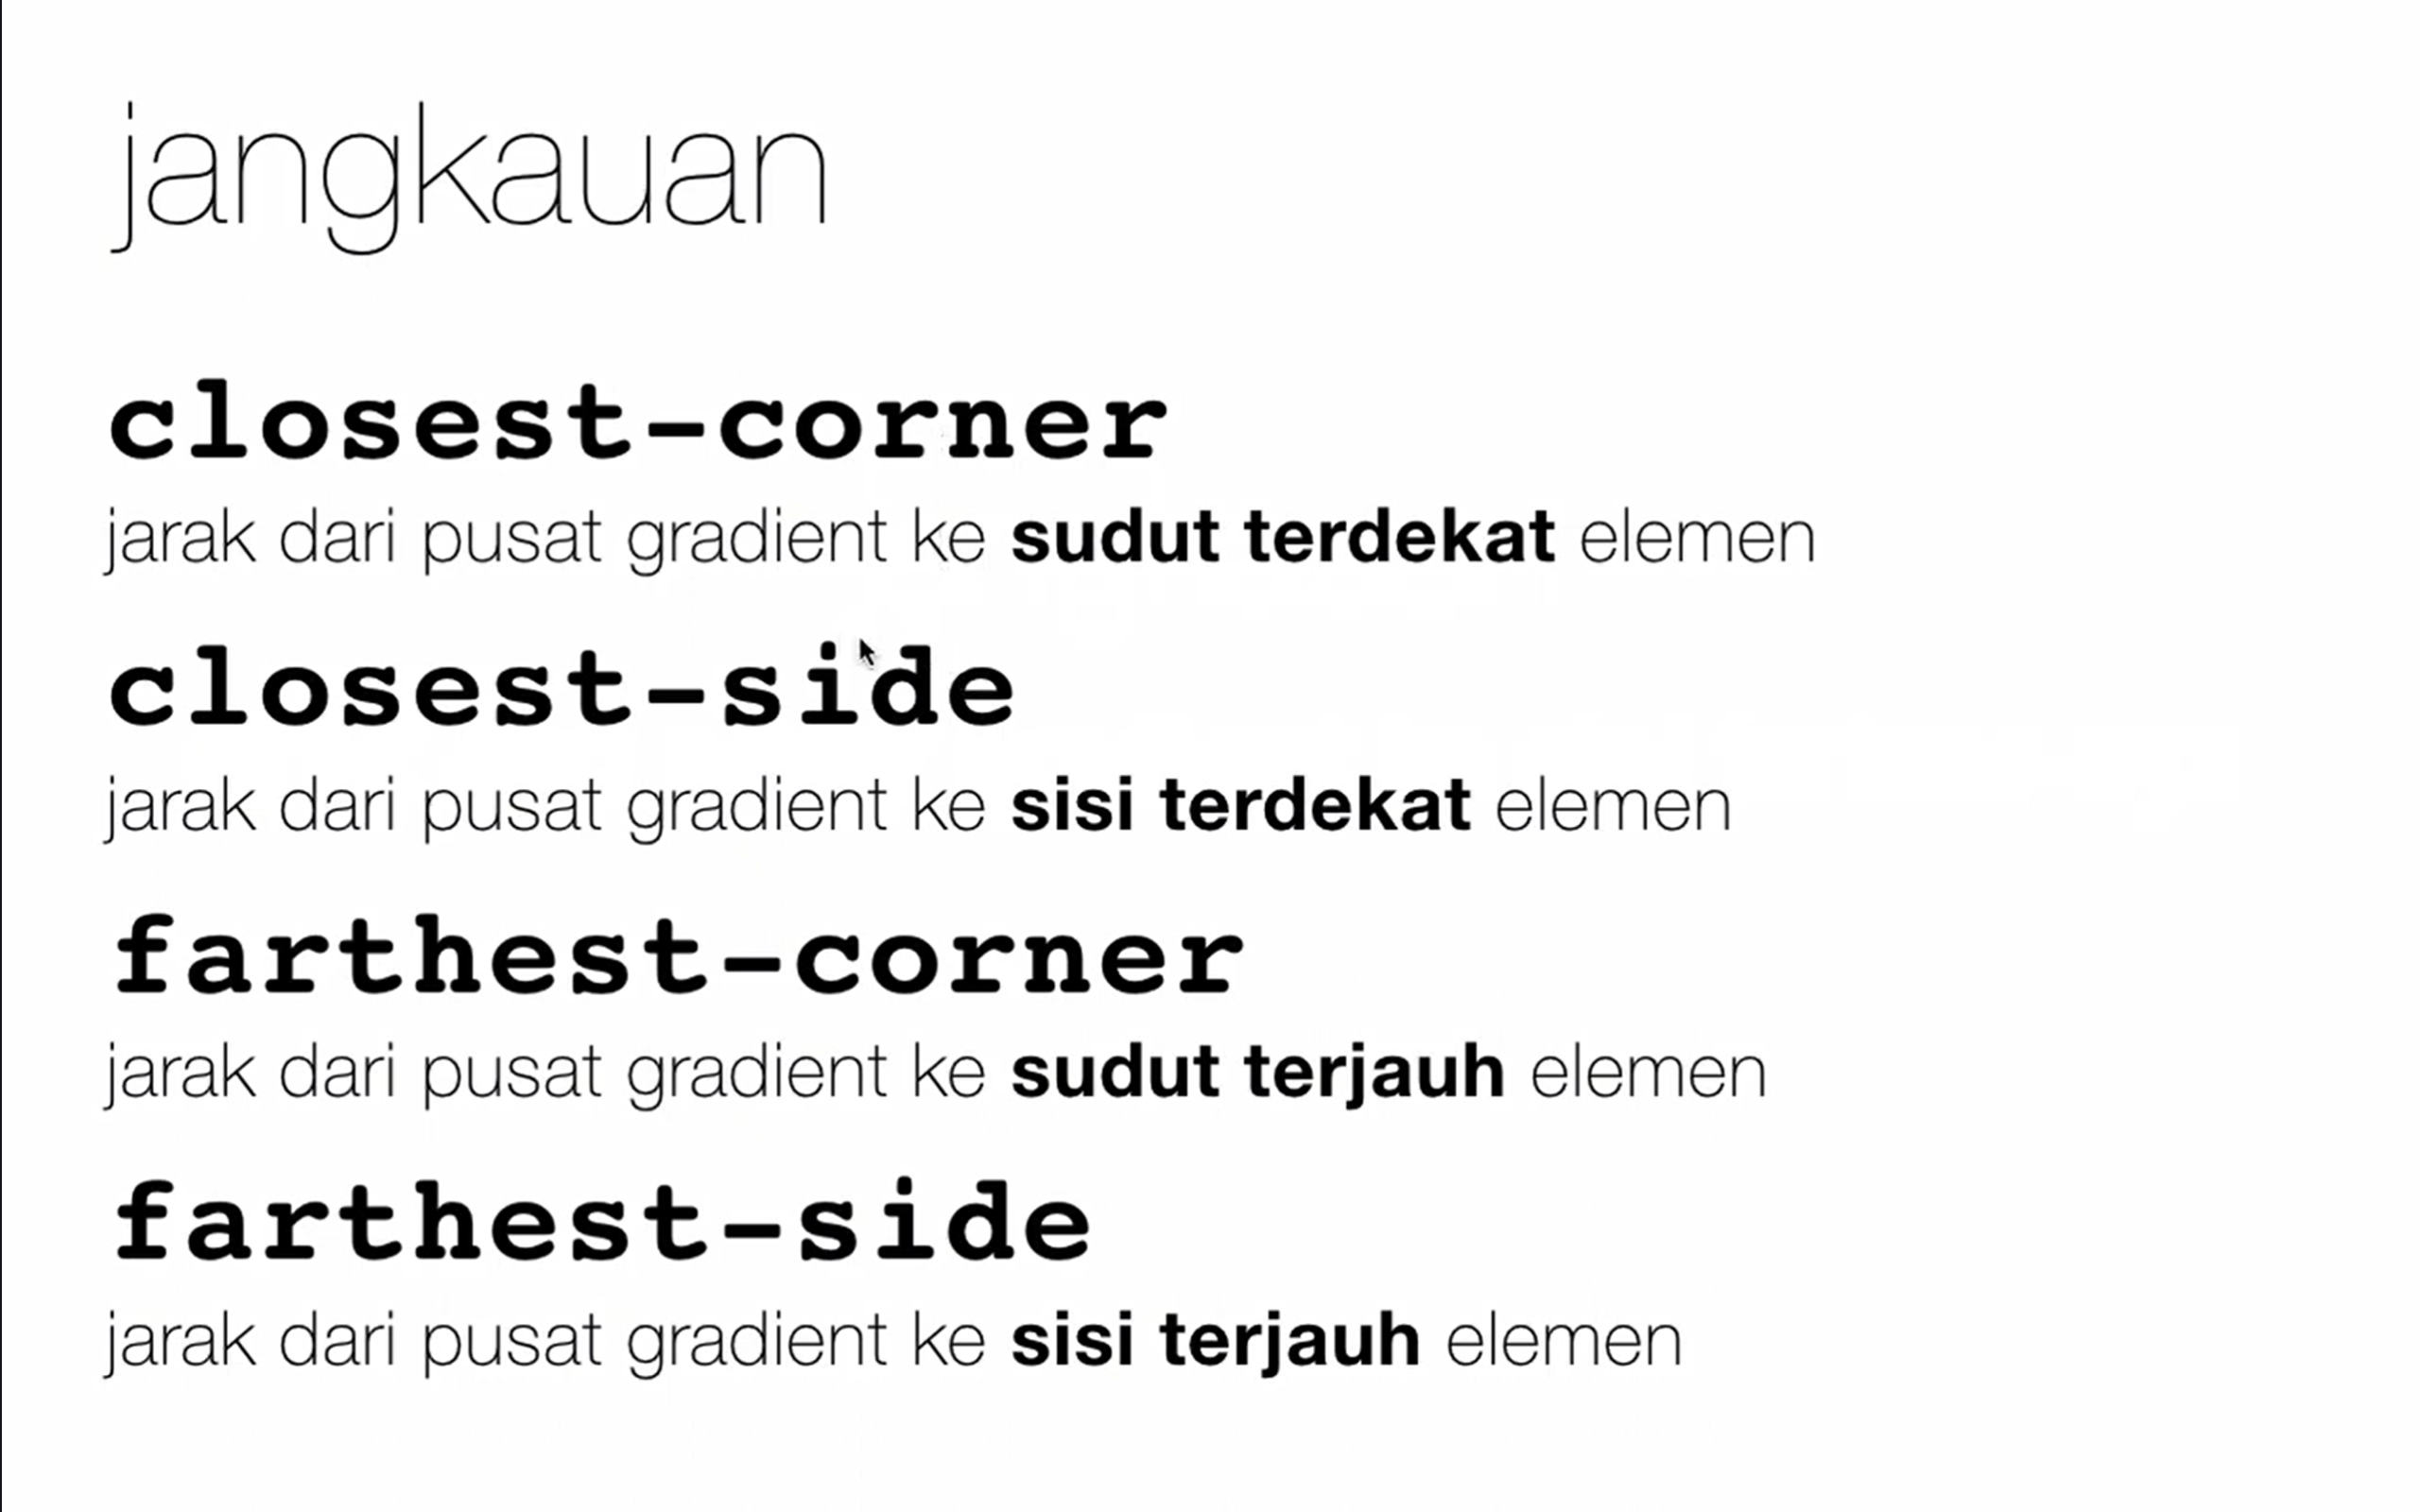 jangkauan
closest-corner
jarak dari pusat gradient ke sudut terdekat elemen
closest-side
jarak dari pusat gradient ke sisi terdekat elemen
farthest-corner
jarak dari pusat gradient ke sudut terjauh elemen
farthest-side
jarak dari pusat gradient ke sisi terjauh elemen